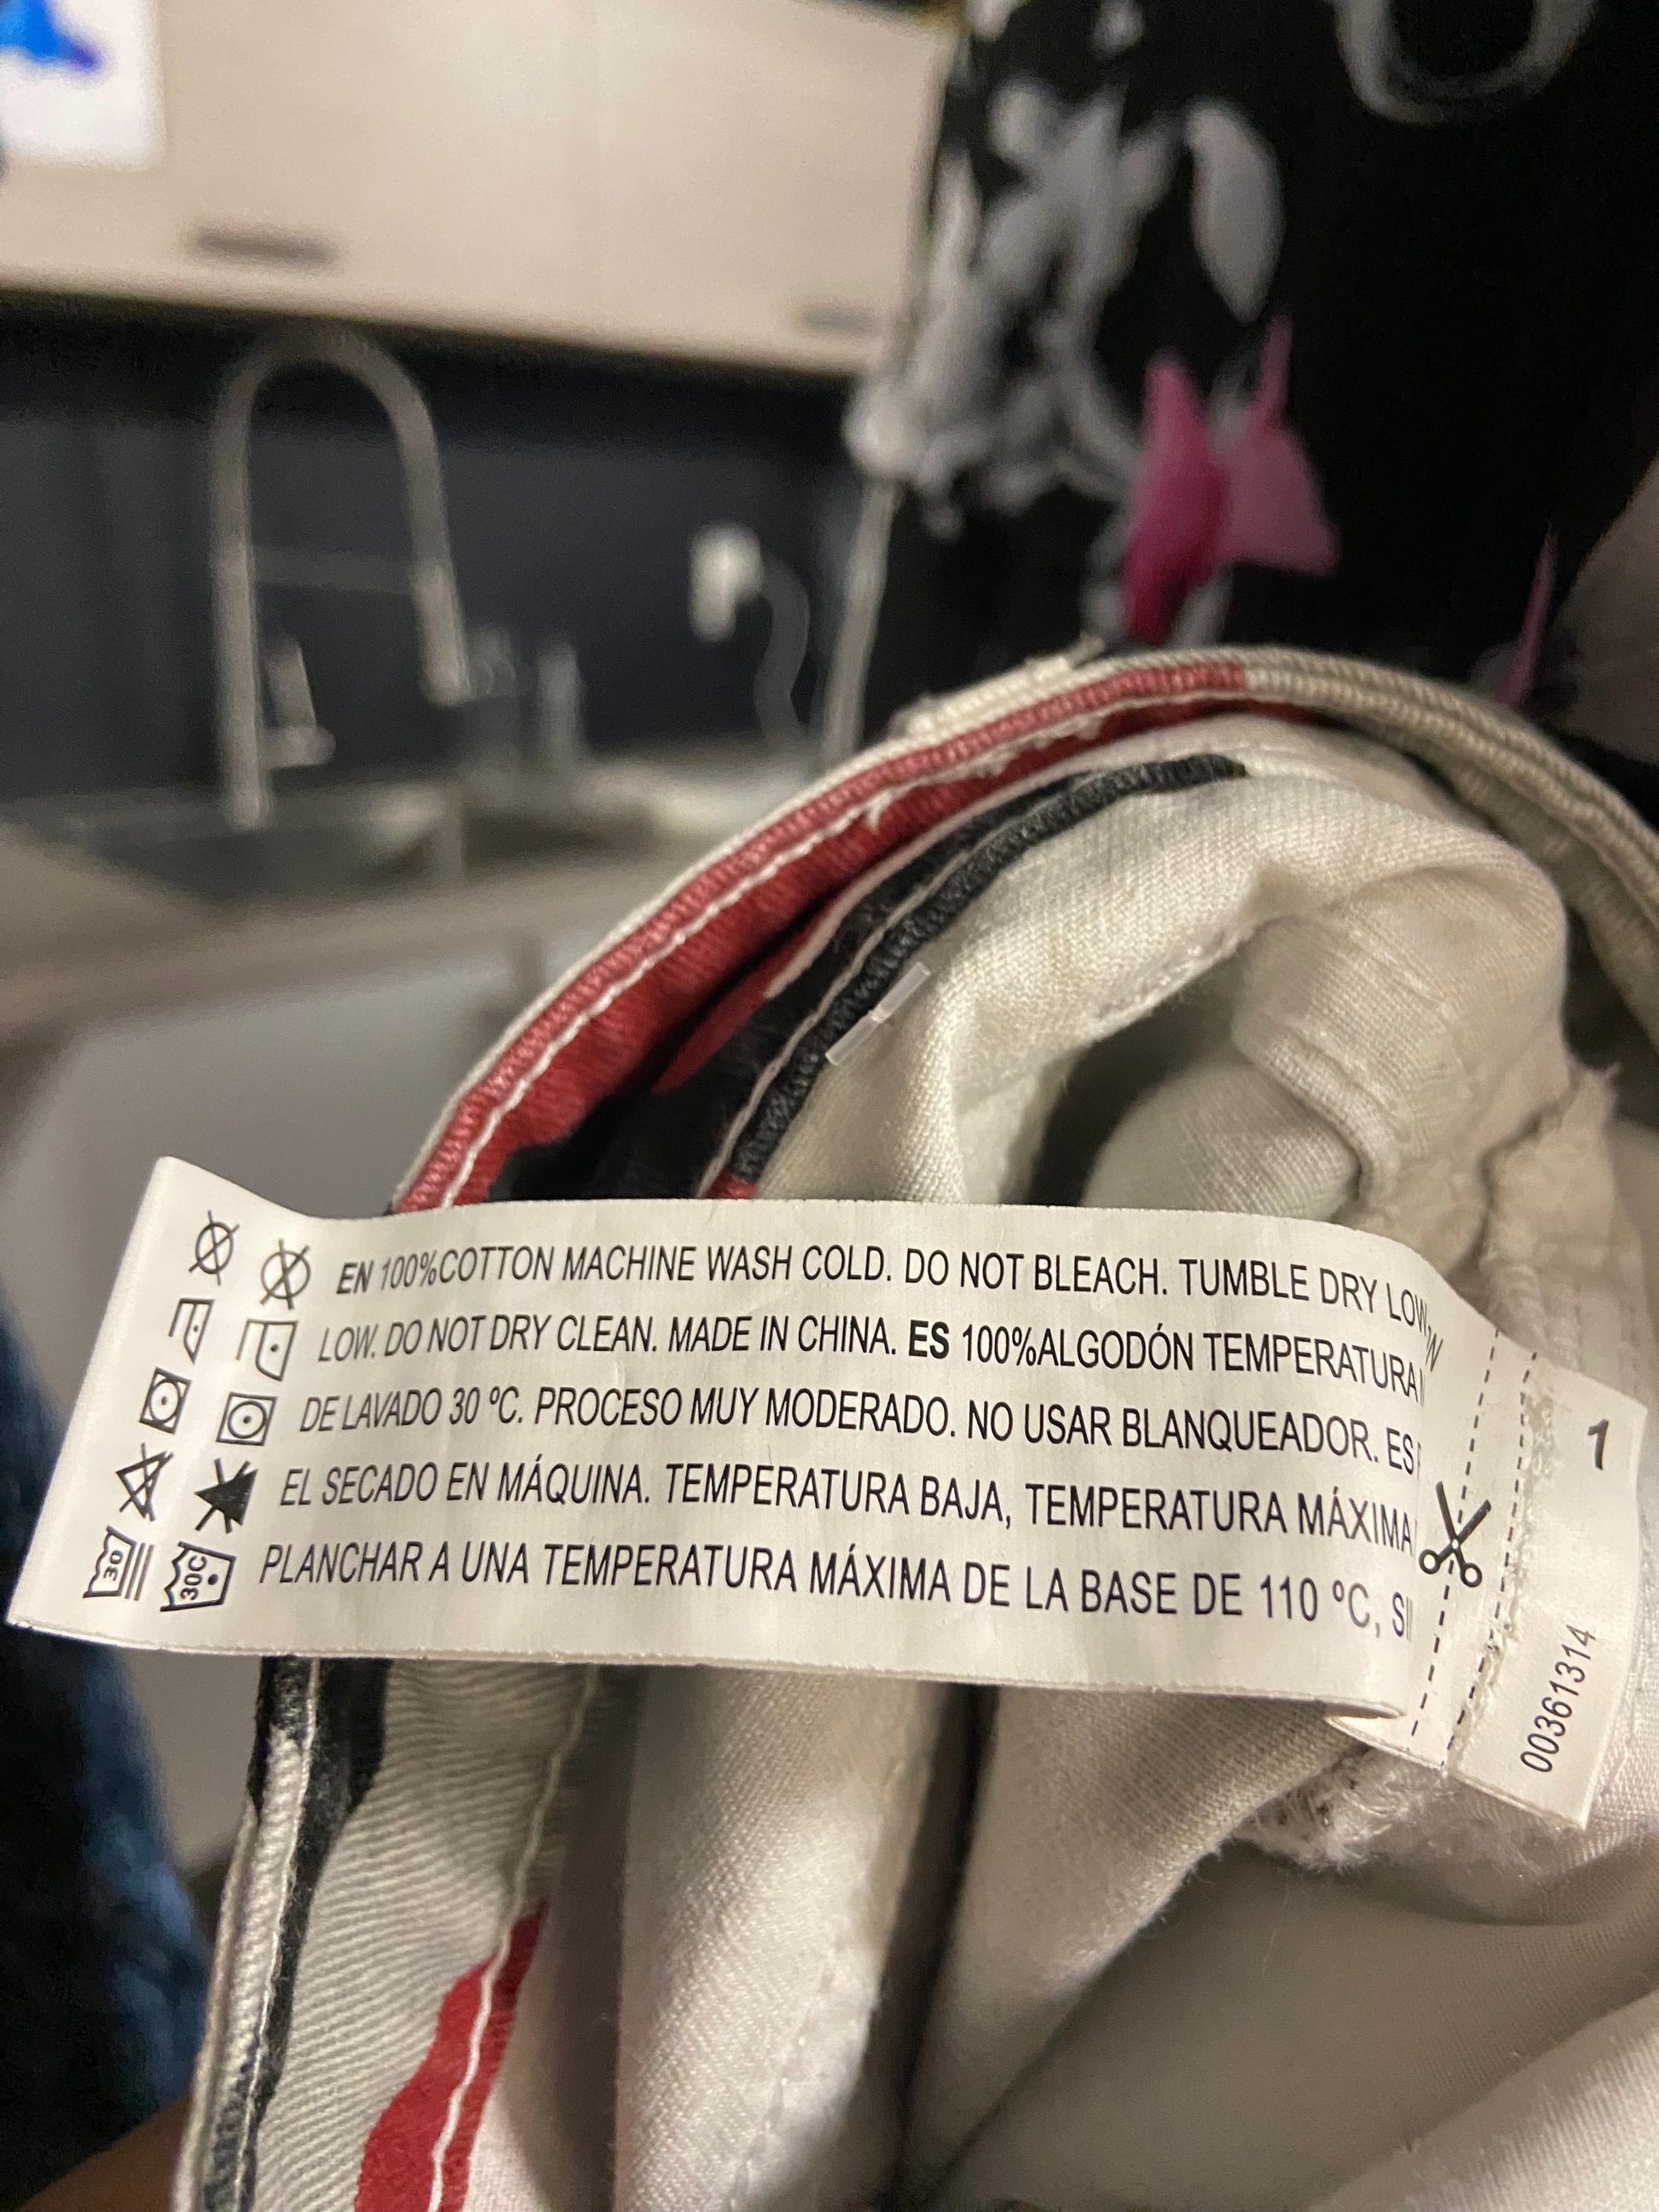 EN 100%COTTON MACHINE WASH COLD. DO NOT BLEACH. TUMBLE DRY LOW,
LOW. DO NOT DRY CLEAN. MADE IN CHINA. ES 100%ALGODÓN TEMPERATURA
DE LAVADO 30 ºC. PROCESO MUY MODERADO. NO USAR BLANQUEADOR. ES
EL SECADO EN MÁQUINA. TEMPERATURA BAJA, TEMPERATURA MÁXIMA
PLANCHAR A UNA TEMPERATURA MÁXIMA DE LA BASE DE 110 ºC,
30
30C
1
00361314